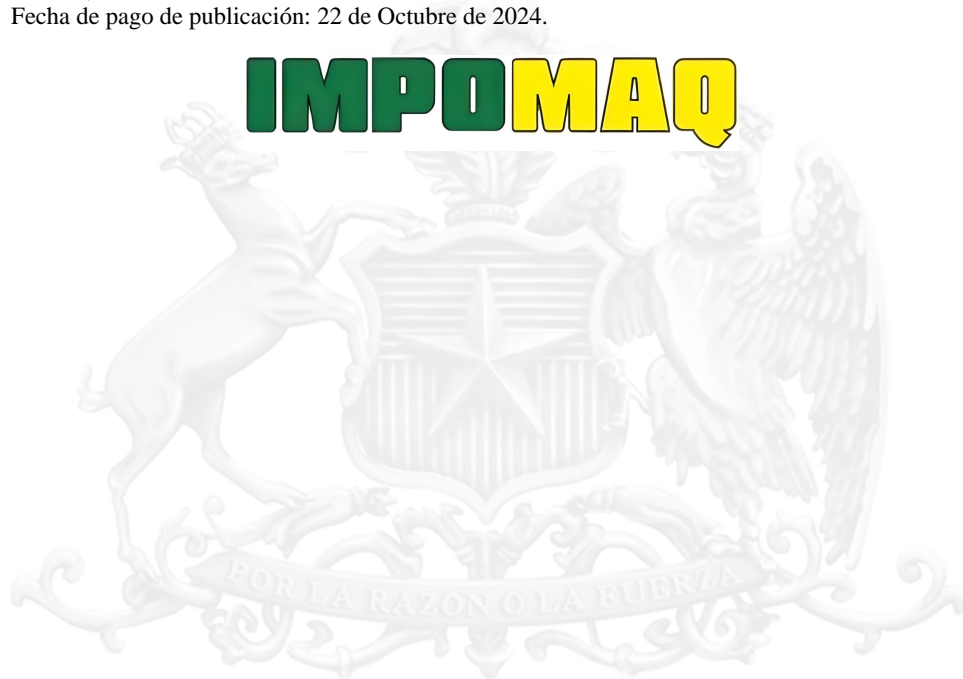 Fecha de pago de publicación: 22 de Octubre de 2024.
IMPOMAQ
POR LA RAZON O LA FUERZA